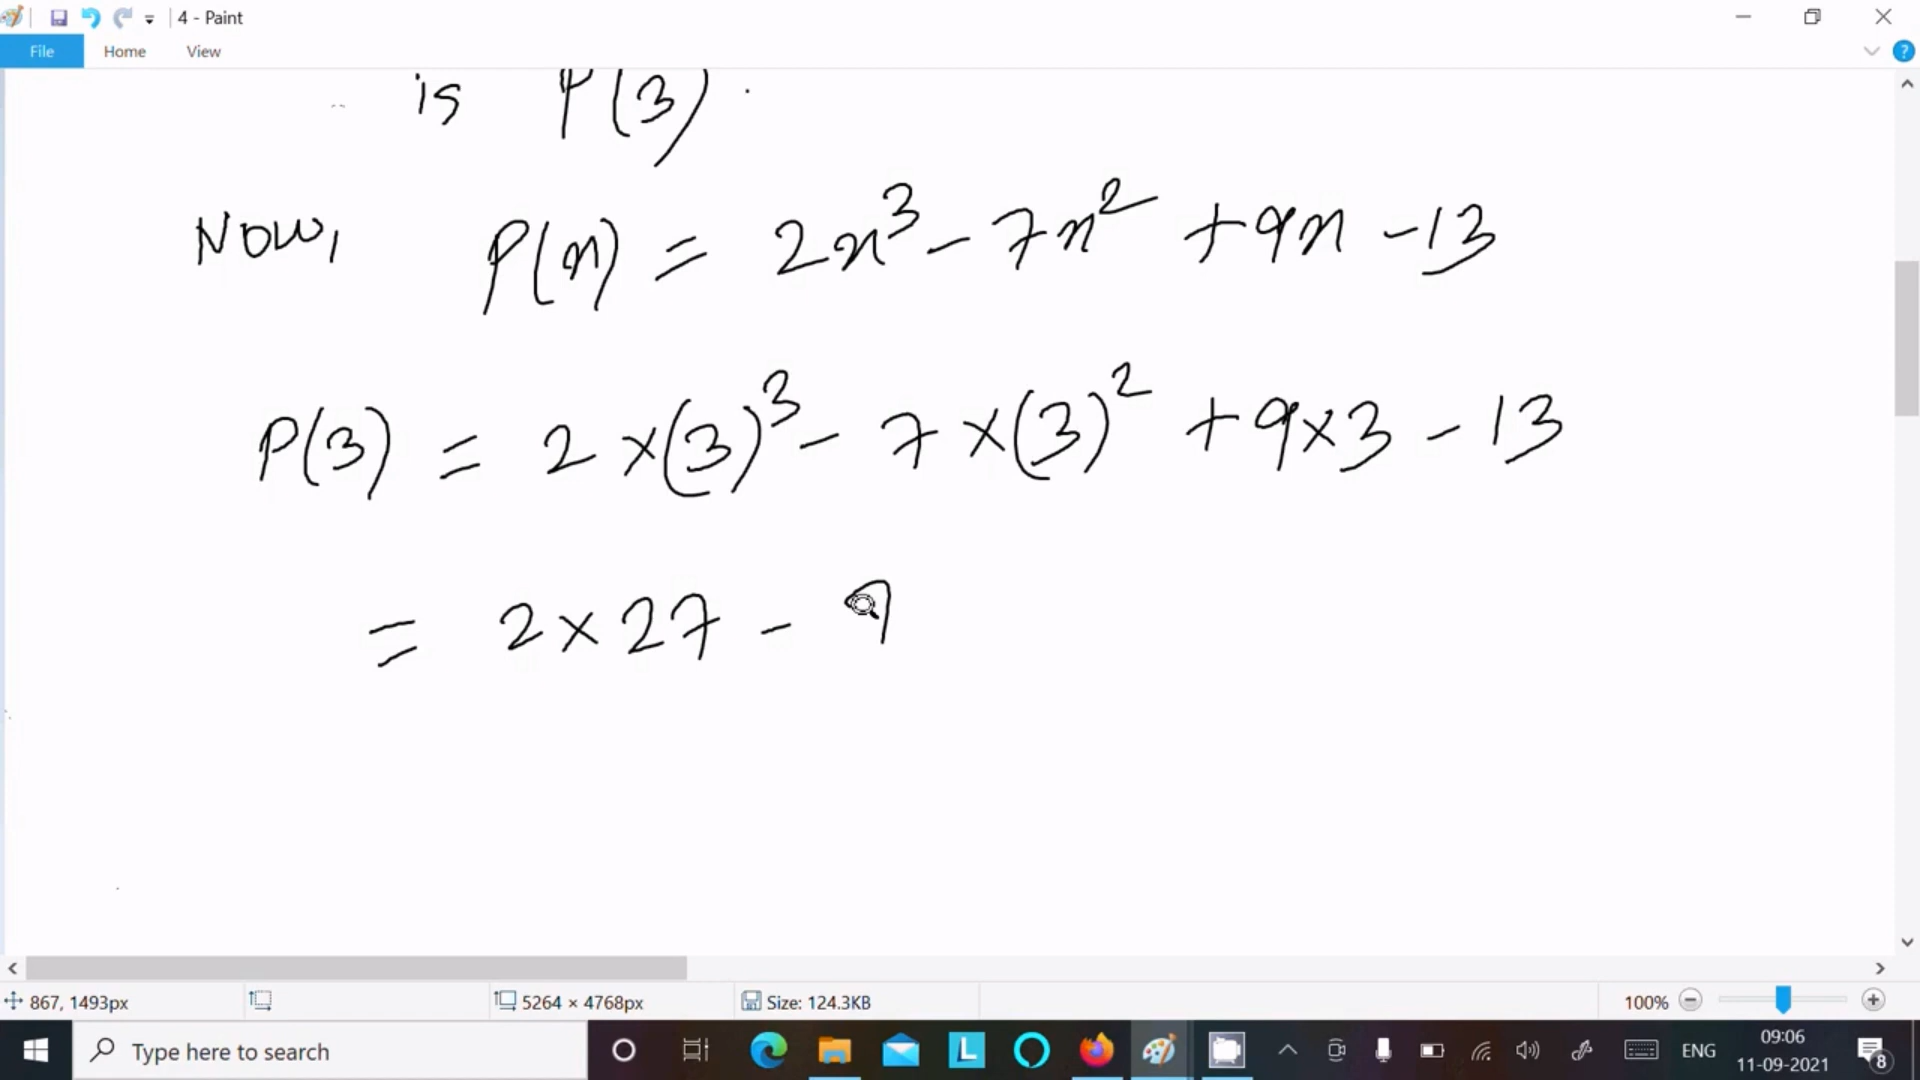 4 - Paint
File Home View
is P(3).
Now, P(x) = 2x³ - 7x² + 9x - 13
P(3) = 2 × (3)³ - 7 × (3)² + 9 × 3 - 13
= 2 × 27 - 9
867, 1493px 5264 × 4768px Size: 124.3KB 100%
Type here to search L ENG 09:06
11-09-2021 8